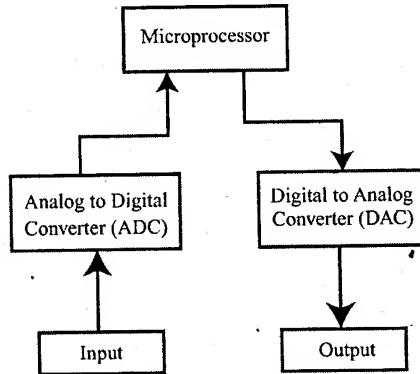 Microprocessor
Analog to Digital
Converter (ADC)
Digital to Analog
Converter (DAC)
Input
Output